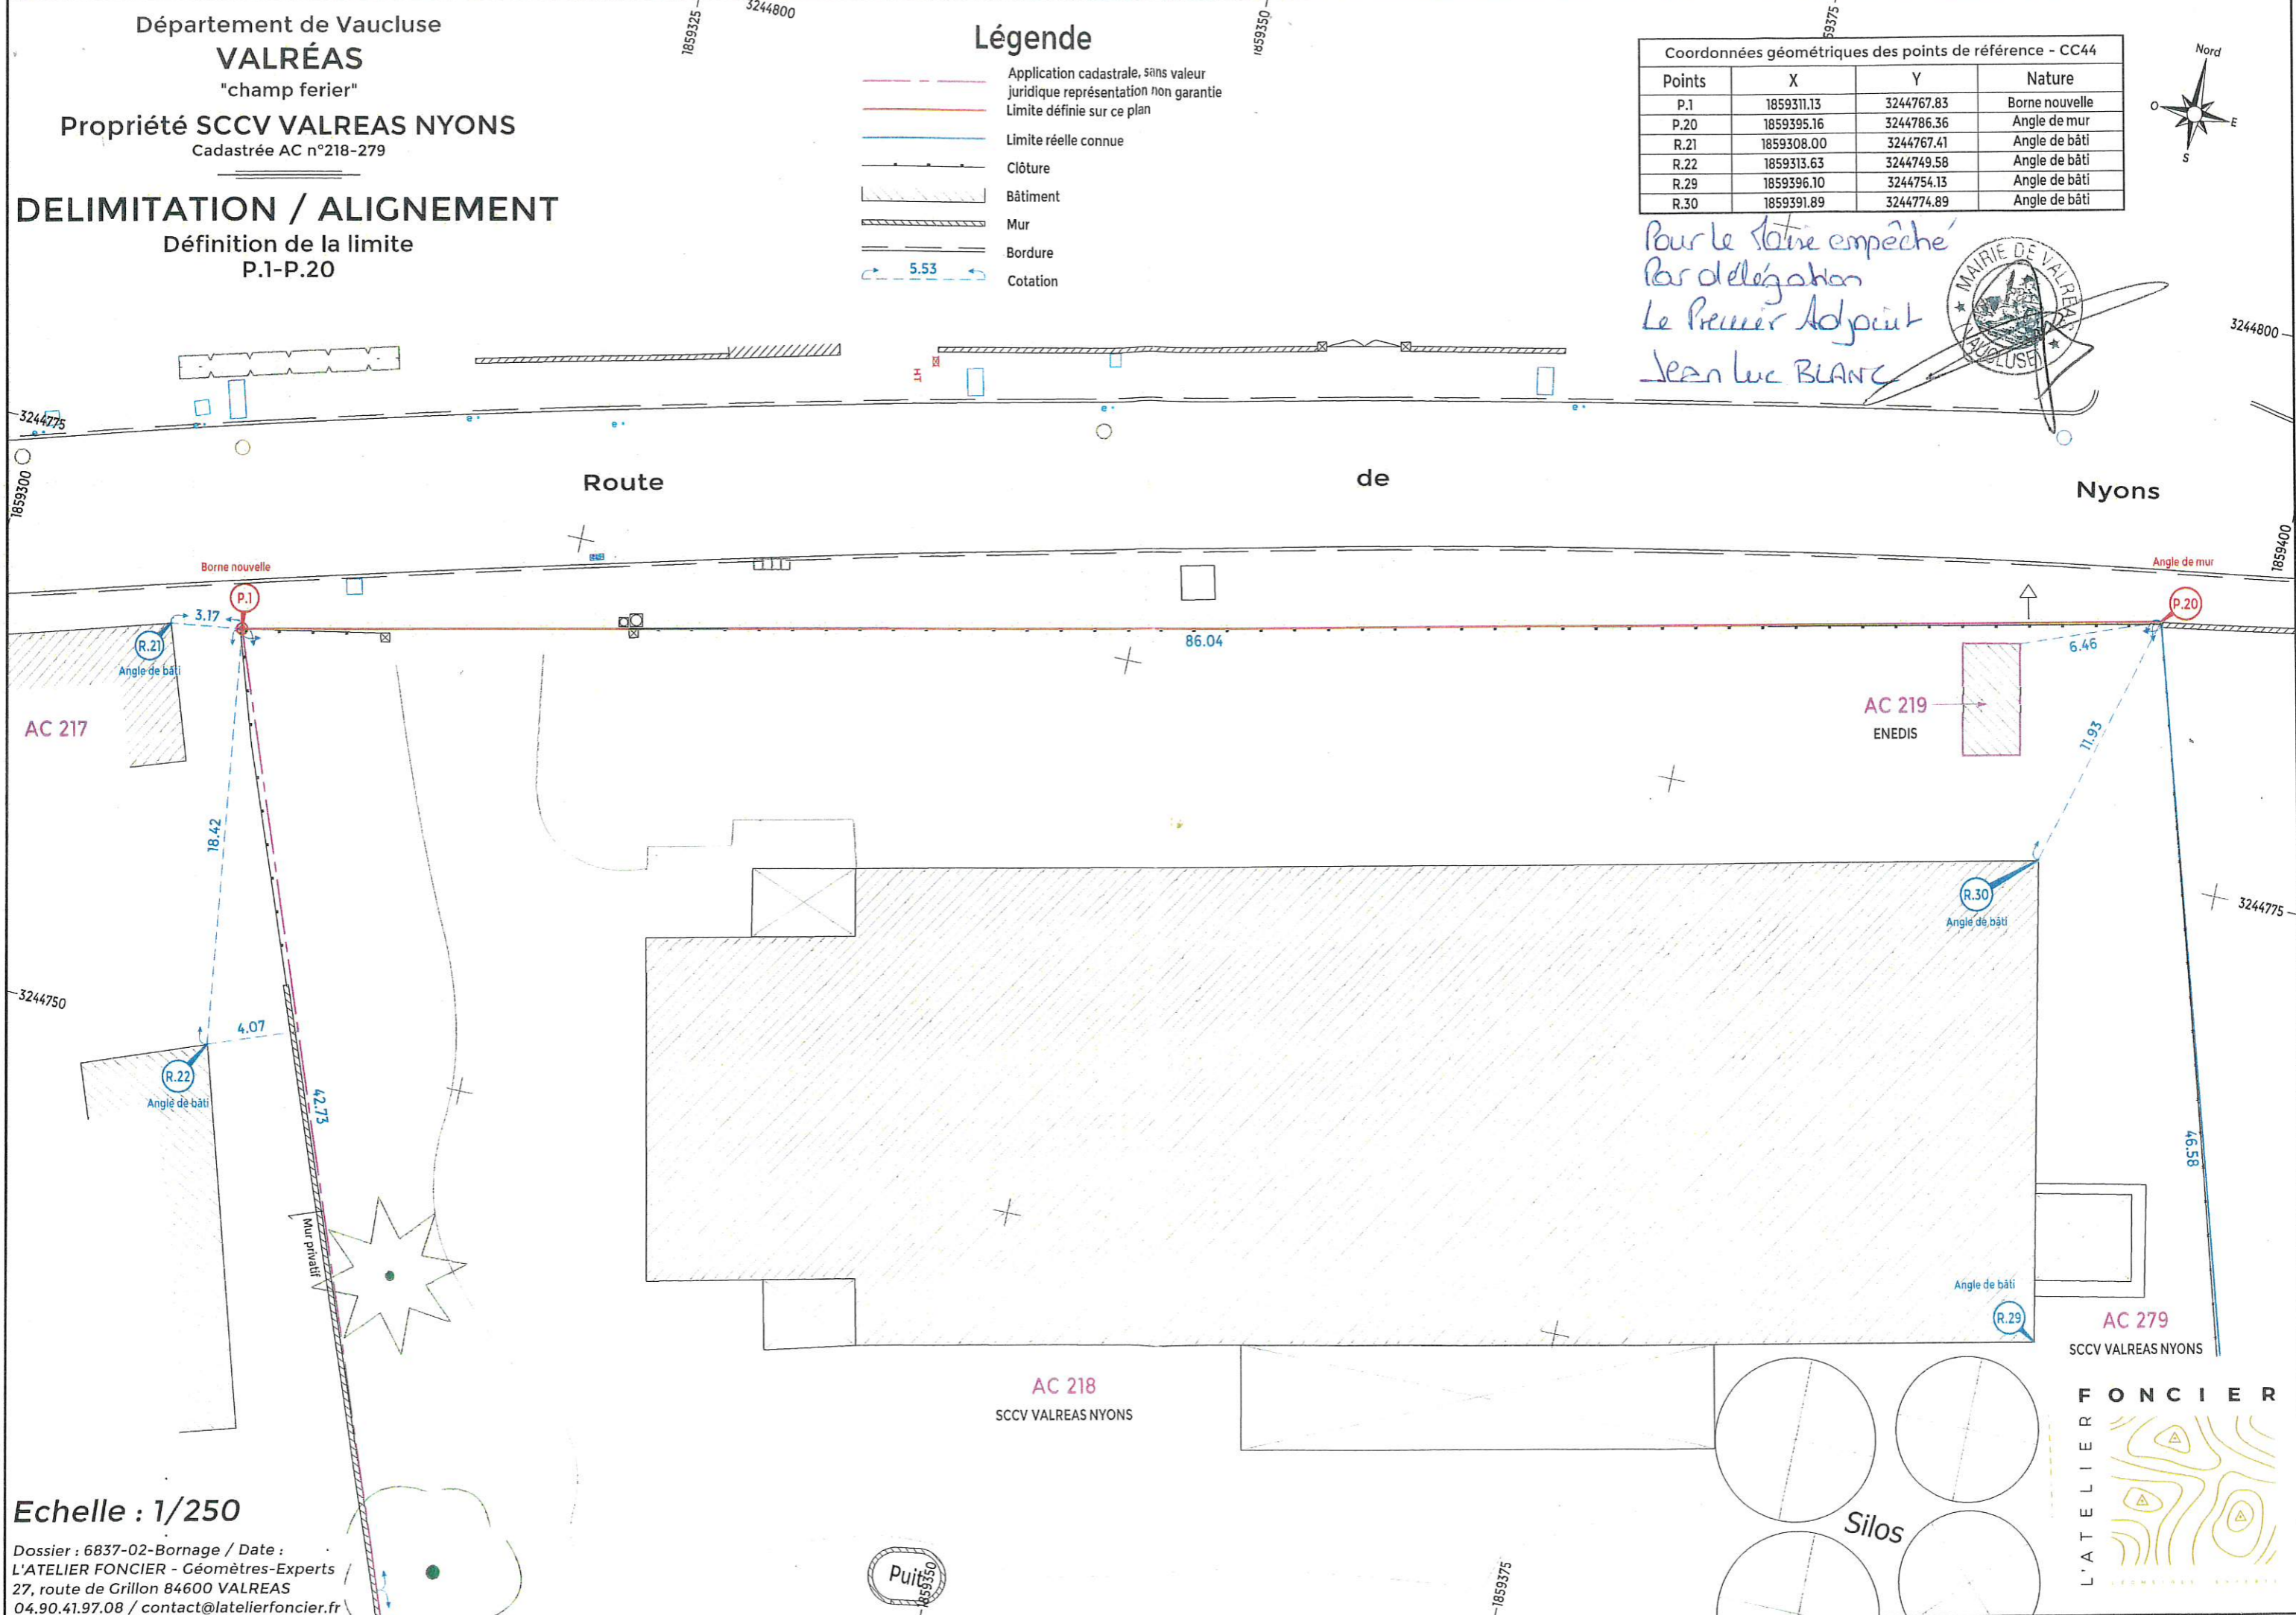 Département de Vaucluse
VALRÉAS
"champ ferier"
Propriété SCCV VALREAS NYONS
Cadastrée AC n°218-279
DELIMITATION / ALIGNEMENT
Définition de la limite
P.1-P.20
1859325
3244800
1859350
Légende
Application cadastrale, sans valeur
juridique représentation non garantie
Limite définie sur ce plan
Limite réelle connue
Clôture
Bâtiment
Mur
Bordure
5.53
Cotation
Coordonnées géométriques des points de référence - CC44
Points X Y Nature
P.1 1859311.13 3244767.83 Borne nouvelle
P.20 1859395.16 3244786.36 Angle de mur
R.21 1859308.00 3244767.41 Angle de bâti
R.22 1859313.63 3244749.58 Angle de bâti
R.29 1859396.10 3244754.13 Angle de bâti
R.30 1859391.89 3244774.89 Angle de bâti
Nord
O
E
S
Pour le Maire empêché
Par délégation
Le Premier Adjoint
Jean Luc BLANC
MAIRIE DE VALREAS
3244800
HT
3244775
1859300
Route de Nyons
1859400
Borne nouvelle
P.1
3.17
R.21
Angle de bâti
AC 217
86.04
Angle de mur
P.20
6.46
AC 219
ENEDIS
11.93
18.42
R.30
Angle de bâti
3244775
3244750
4.07
R.22
Angle de bâti
42.73
46.58
Mur privatif
Angle de bâti
R.29
AC 279
SCCV VALREAS NYONS
AC 218
SCCV VALREAS NYONS
Silos
Puit
1859350
1859375
Echelle : 1/250
Dossier : 6837-02-Bornage / Date :
L'ATELIER FONCIER - Géomètres-Experts
27, route de Grillon 84600 VALREAS
04.90.41.97.08 / contact@latelierfoncier.fr
L'ATELIER
FONCIER